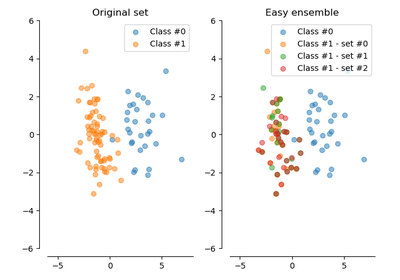 Original set
Class #0
Class #1
6
4
2
0
−2
−4
−6
−5
0
5
Easy ensemble
Class #0
Class #1 - set #0
Class #1 - set #1
Class #1 - set #2
6
4
2
0
−2
−4
−6
−5
0
5